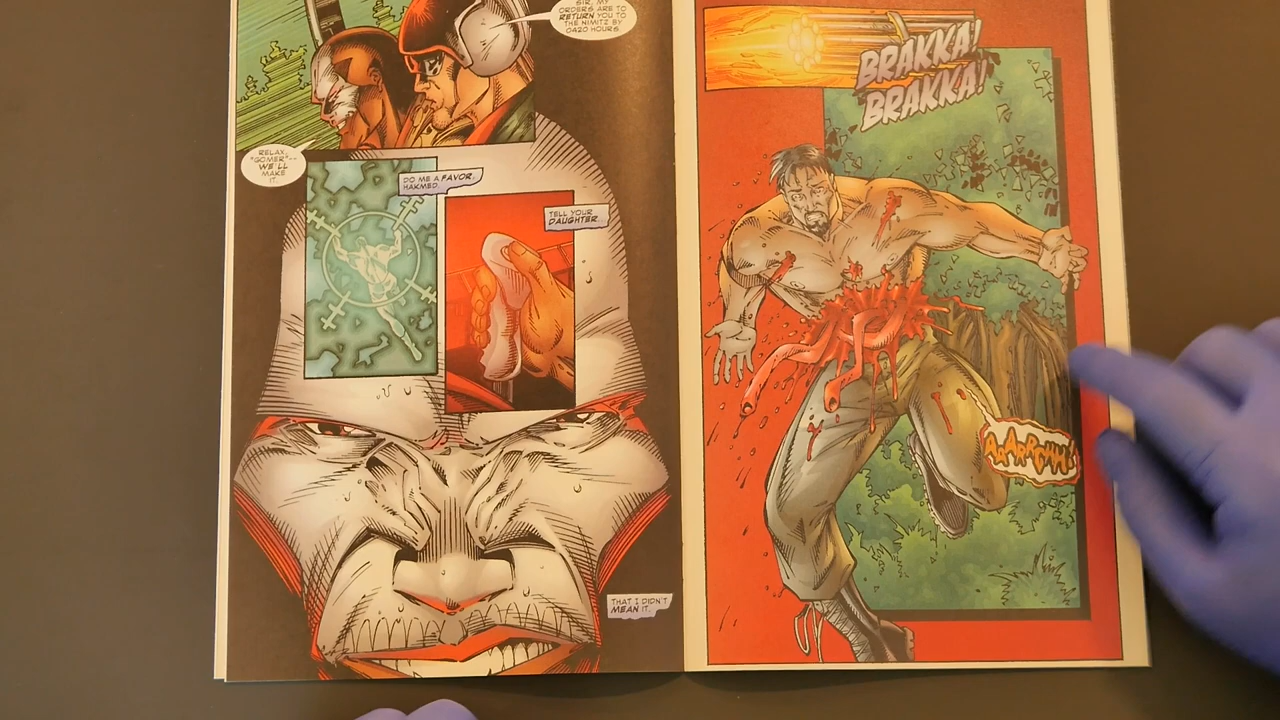 SIR, MY
ORDERS ARE TO
RETURN YOU TO
THE NIMITZ BY
0420 HOURS.
RELAX,
"GOMER"--
WE'LL
MAKE
IT.
DO ME A FAVOR,
HAKMED.
TELL YOUR
DAUGHTER...
THAT I DIDN'T
MEAN IT.
BRAKKA!
BRAKKA!
AAARRGHH!